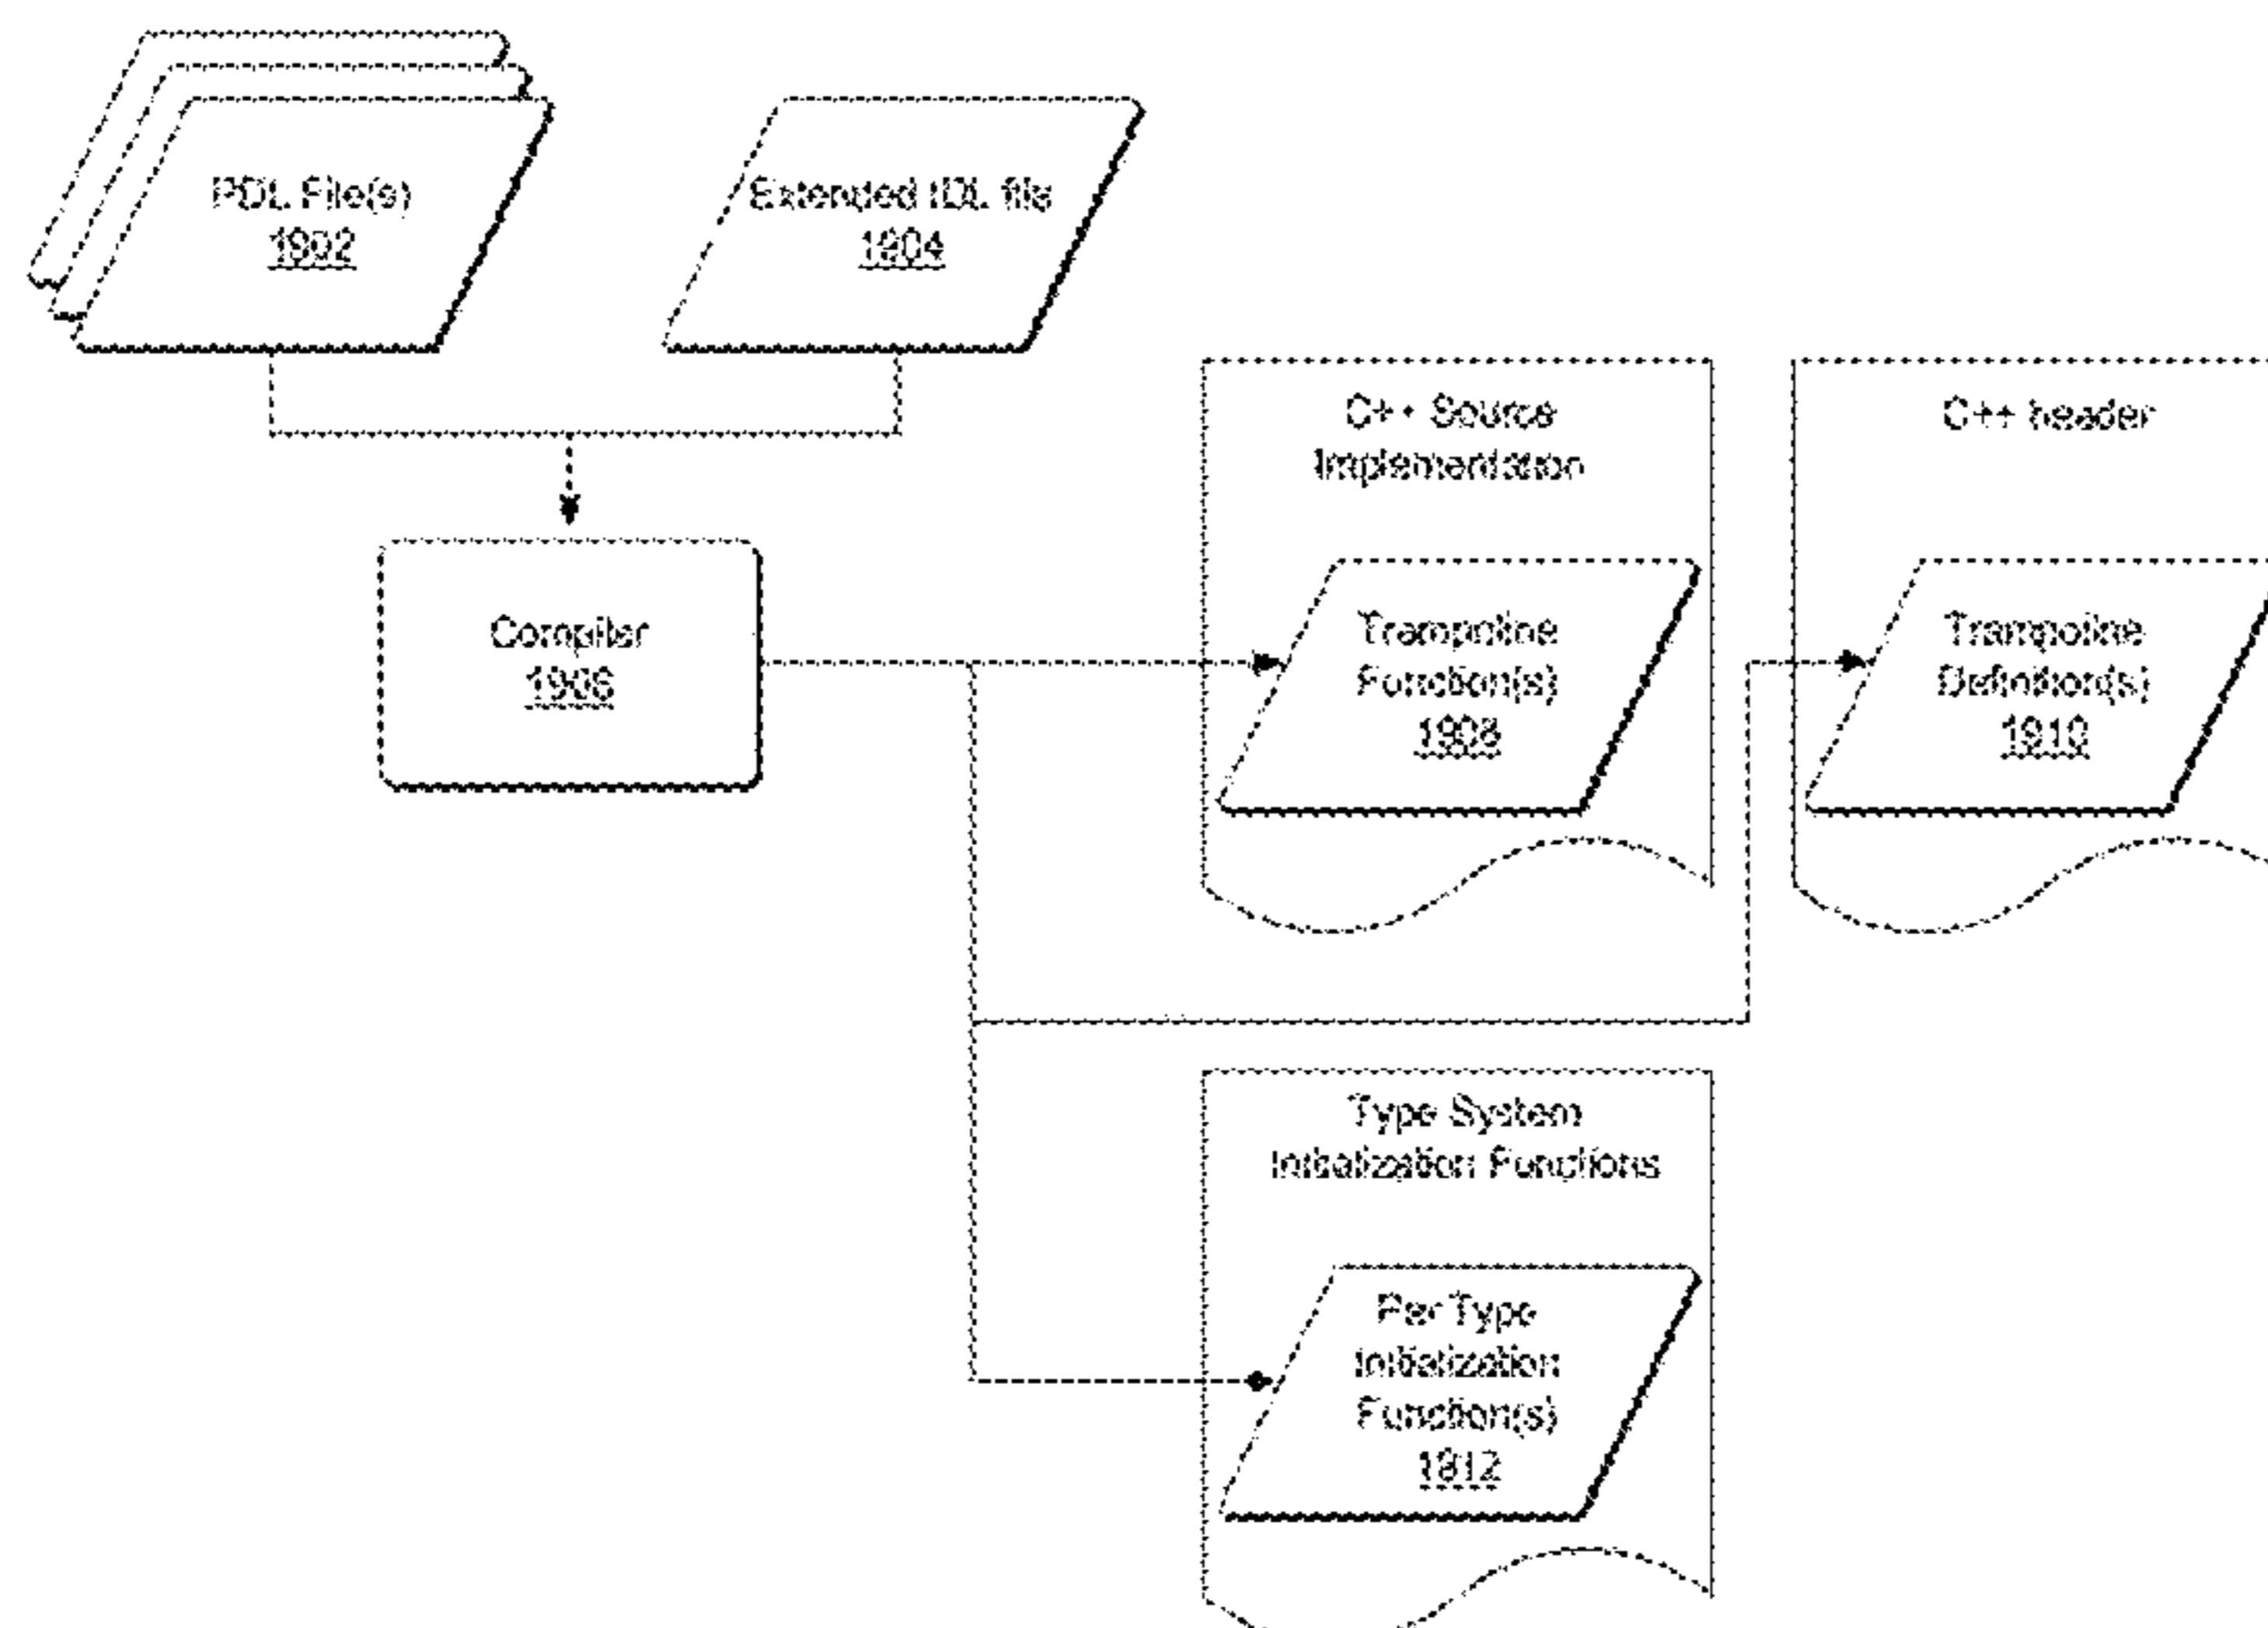 PDL File(s)
1902
Extended IDL file
1904
C++ Source
Implementation
C++ header
Compiler
1906
Trampoline
Function(s)
1908
Trampoline
Definition(s)
1910
Type System
Initialization Functions
Per Type
Initialization
Function(s)